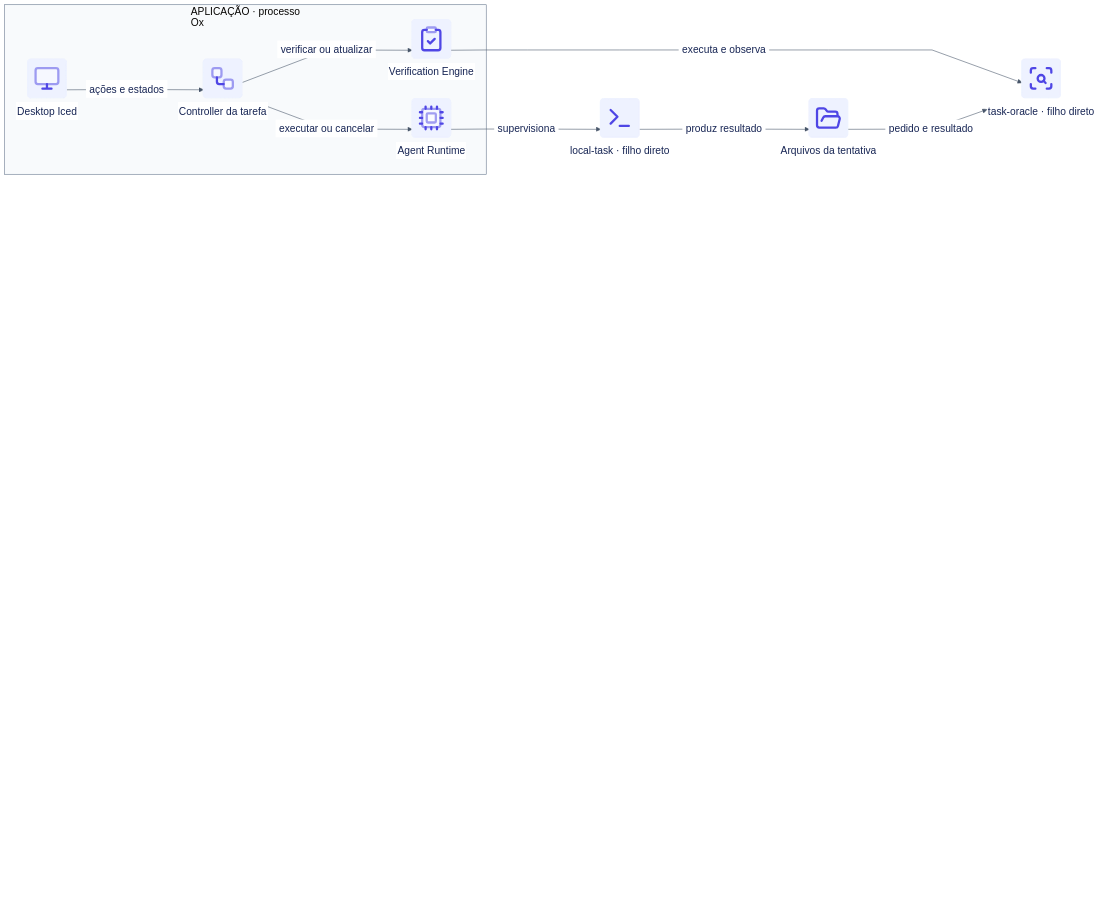 APLICAÇÃO · processo
Ox
verificar ou atualizar
executa e observa
Verification Engine
ações e estados
Desktop Iced
Controller da tarefa
task-oracle · filho direto
executar ou cancelar
supervisiona
produz resultado
pedido e resultado
Agent Runtime
local-task · filho direto
Arquivos da tentativa